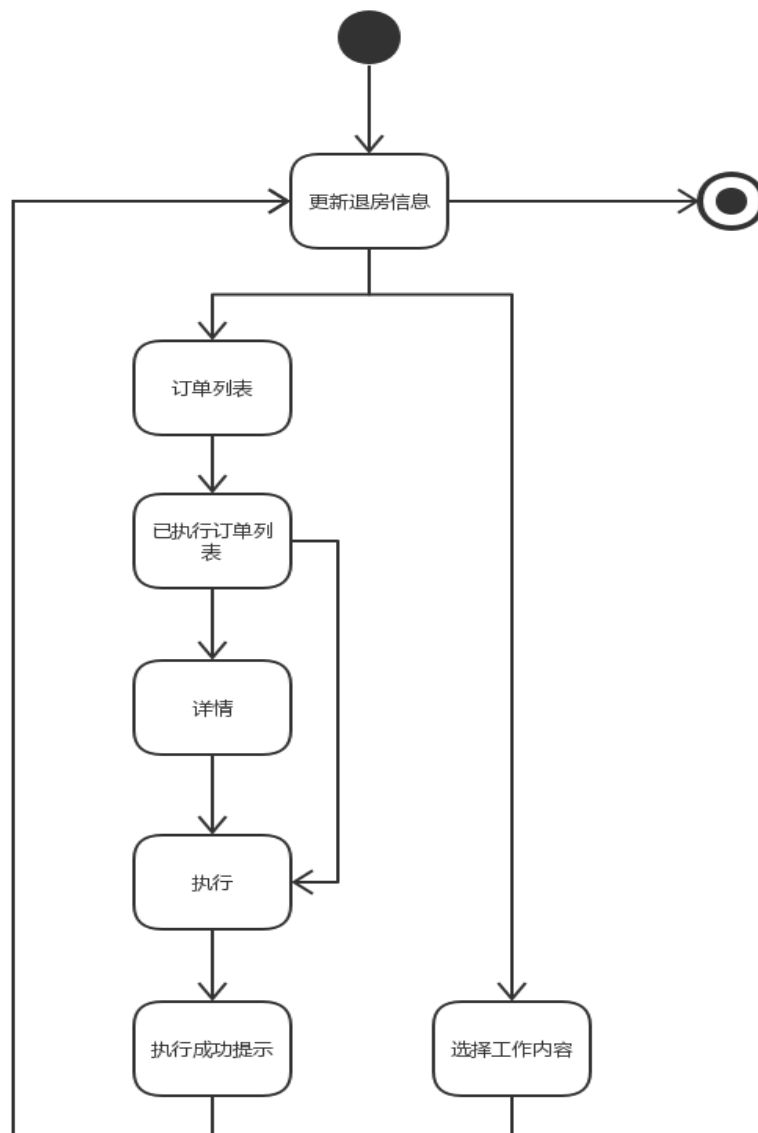 更新退房信息
订单列表
已执行订单列
表
详情
执行
执行成功提示
选择工作内容